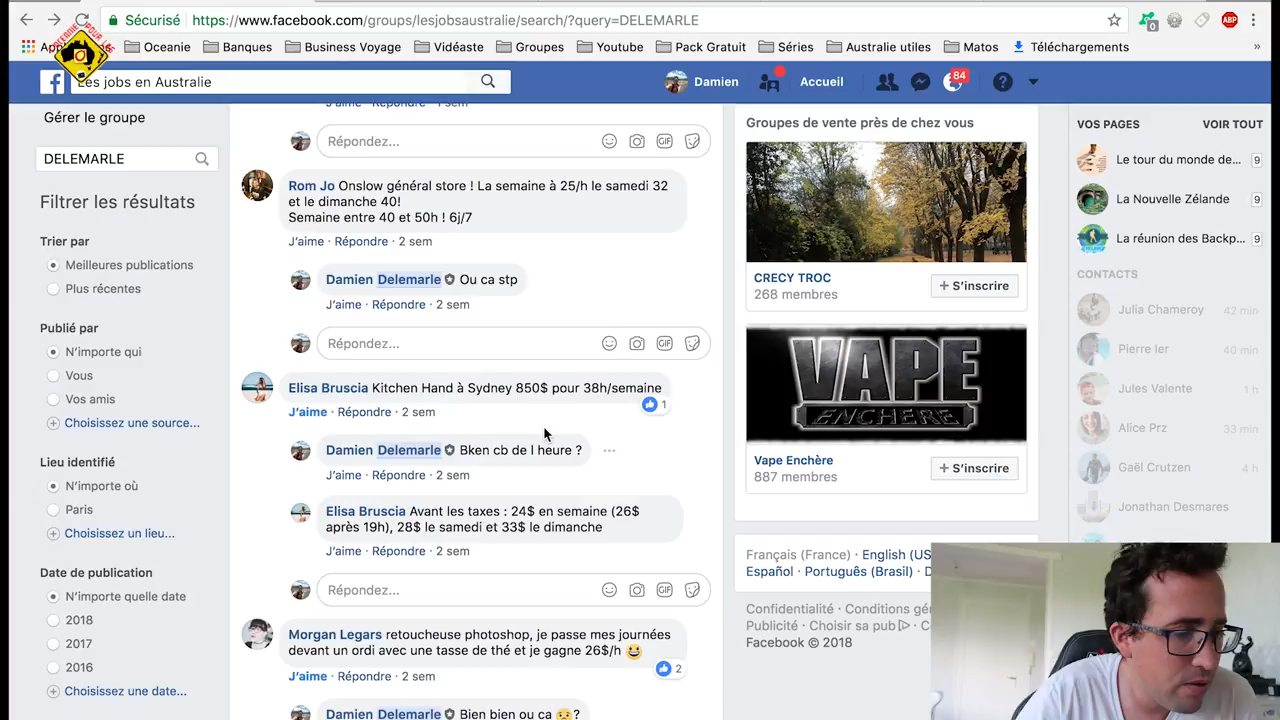 Sécurisé https://www.facebook.com/groups/lesjobsaustralie/search/?query=DELEMARLE
ABP
Oceanie Banques Business Voyage Vidéaste Groupes Youtube Pack Gratuit Séries Australie utiles Matos Téléchargements »
Les jobs en Australie
Damien Accueil 84
Gérer le groupe
DELEMARLE
Filtrer les résultats
Trier par
Meilleures publications
Plus récentes
Publié par
N'importe qui
Vous
Vos amis
Choisissez une source...
Lieu identifié
N'importe où
Paris
Choisissez un lieu...
Date de publication
N'importe quelle date
2018
2017
2016
Choisissez une date...
J'aime · Répondre · 1 sem
Répondez...
GIF
Rom Jo Onslow général store ! La semaine à 25/h le samedi 32
et le dimanche 40!
Semaine entre 40 et 50h ! 6j/7
J'aime · Répondre · 2 sem
Damien Delemarle Ou ca stp
J'aime · Répondre · 2 sem
Répondez...
GIF
Elisa Bruscia Kitchen Hand à Sydney 850$ pour 38h/semaine
1
J'aime · Répondre · 2 sem
Damien Delemarle Bken cb de l heure ? ···
J'aime · Répondre · 2 sem
Elisa Bruscia Avant les taxes : 24$ en semaine (26$
après 19h), 28$ le samedi et 33$ le dimanche
J'aime · Répondre · 2 sem
Répondez...
GIF
Morgan Legars retoucheuse photoshop, je passe mes journées
devant un ordi avec une tasse de thé et je gagne 26$/h 😀
2
J'aime · Répondre · 2 sem
Damien Delemarle Bien bien ou ca 😥?
Groupes de vente près de chez vous
CRECY TROC
268 membres
+ S'inscrire
VAPE
ENCHERE
Vape Enchère
887 membres
+ S'inscrire
Français (France) · English (US
Español · Português (Brasil) · D
Confidentialité · Conditions gé
Publicité · Choisir sa pub · C
Facebook © 2018
VOS PAGES VOIR TOUT
Le tour du monde de... 9
La Nouvelle Zélande 9
La réunion des Backp... 9
CONTACTS
Julia Chameroy 42 min
Pierre Ier
Jules Valente 1 h
Alice Prz 33 min
Gaël Crutzen 4 h
Jonathan Desmares